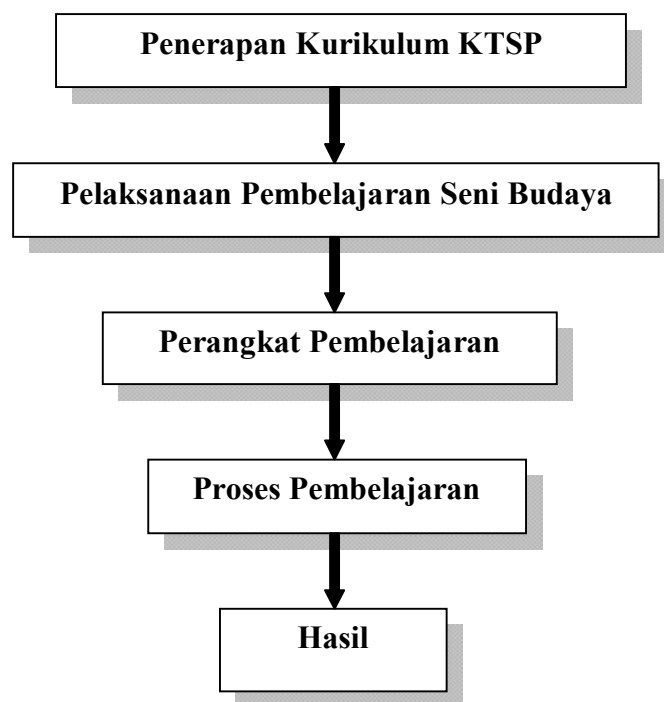 Penerapan Kurikulum KTSP
Pelaksanaan Pembelajaran Seni Budaya
Perangkat Pembelajaran
Proses Pembelajaran
Hasil